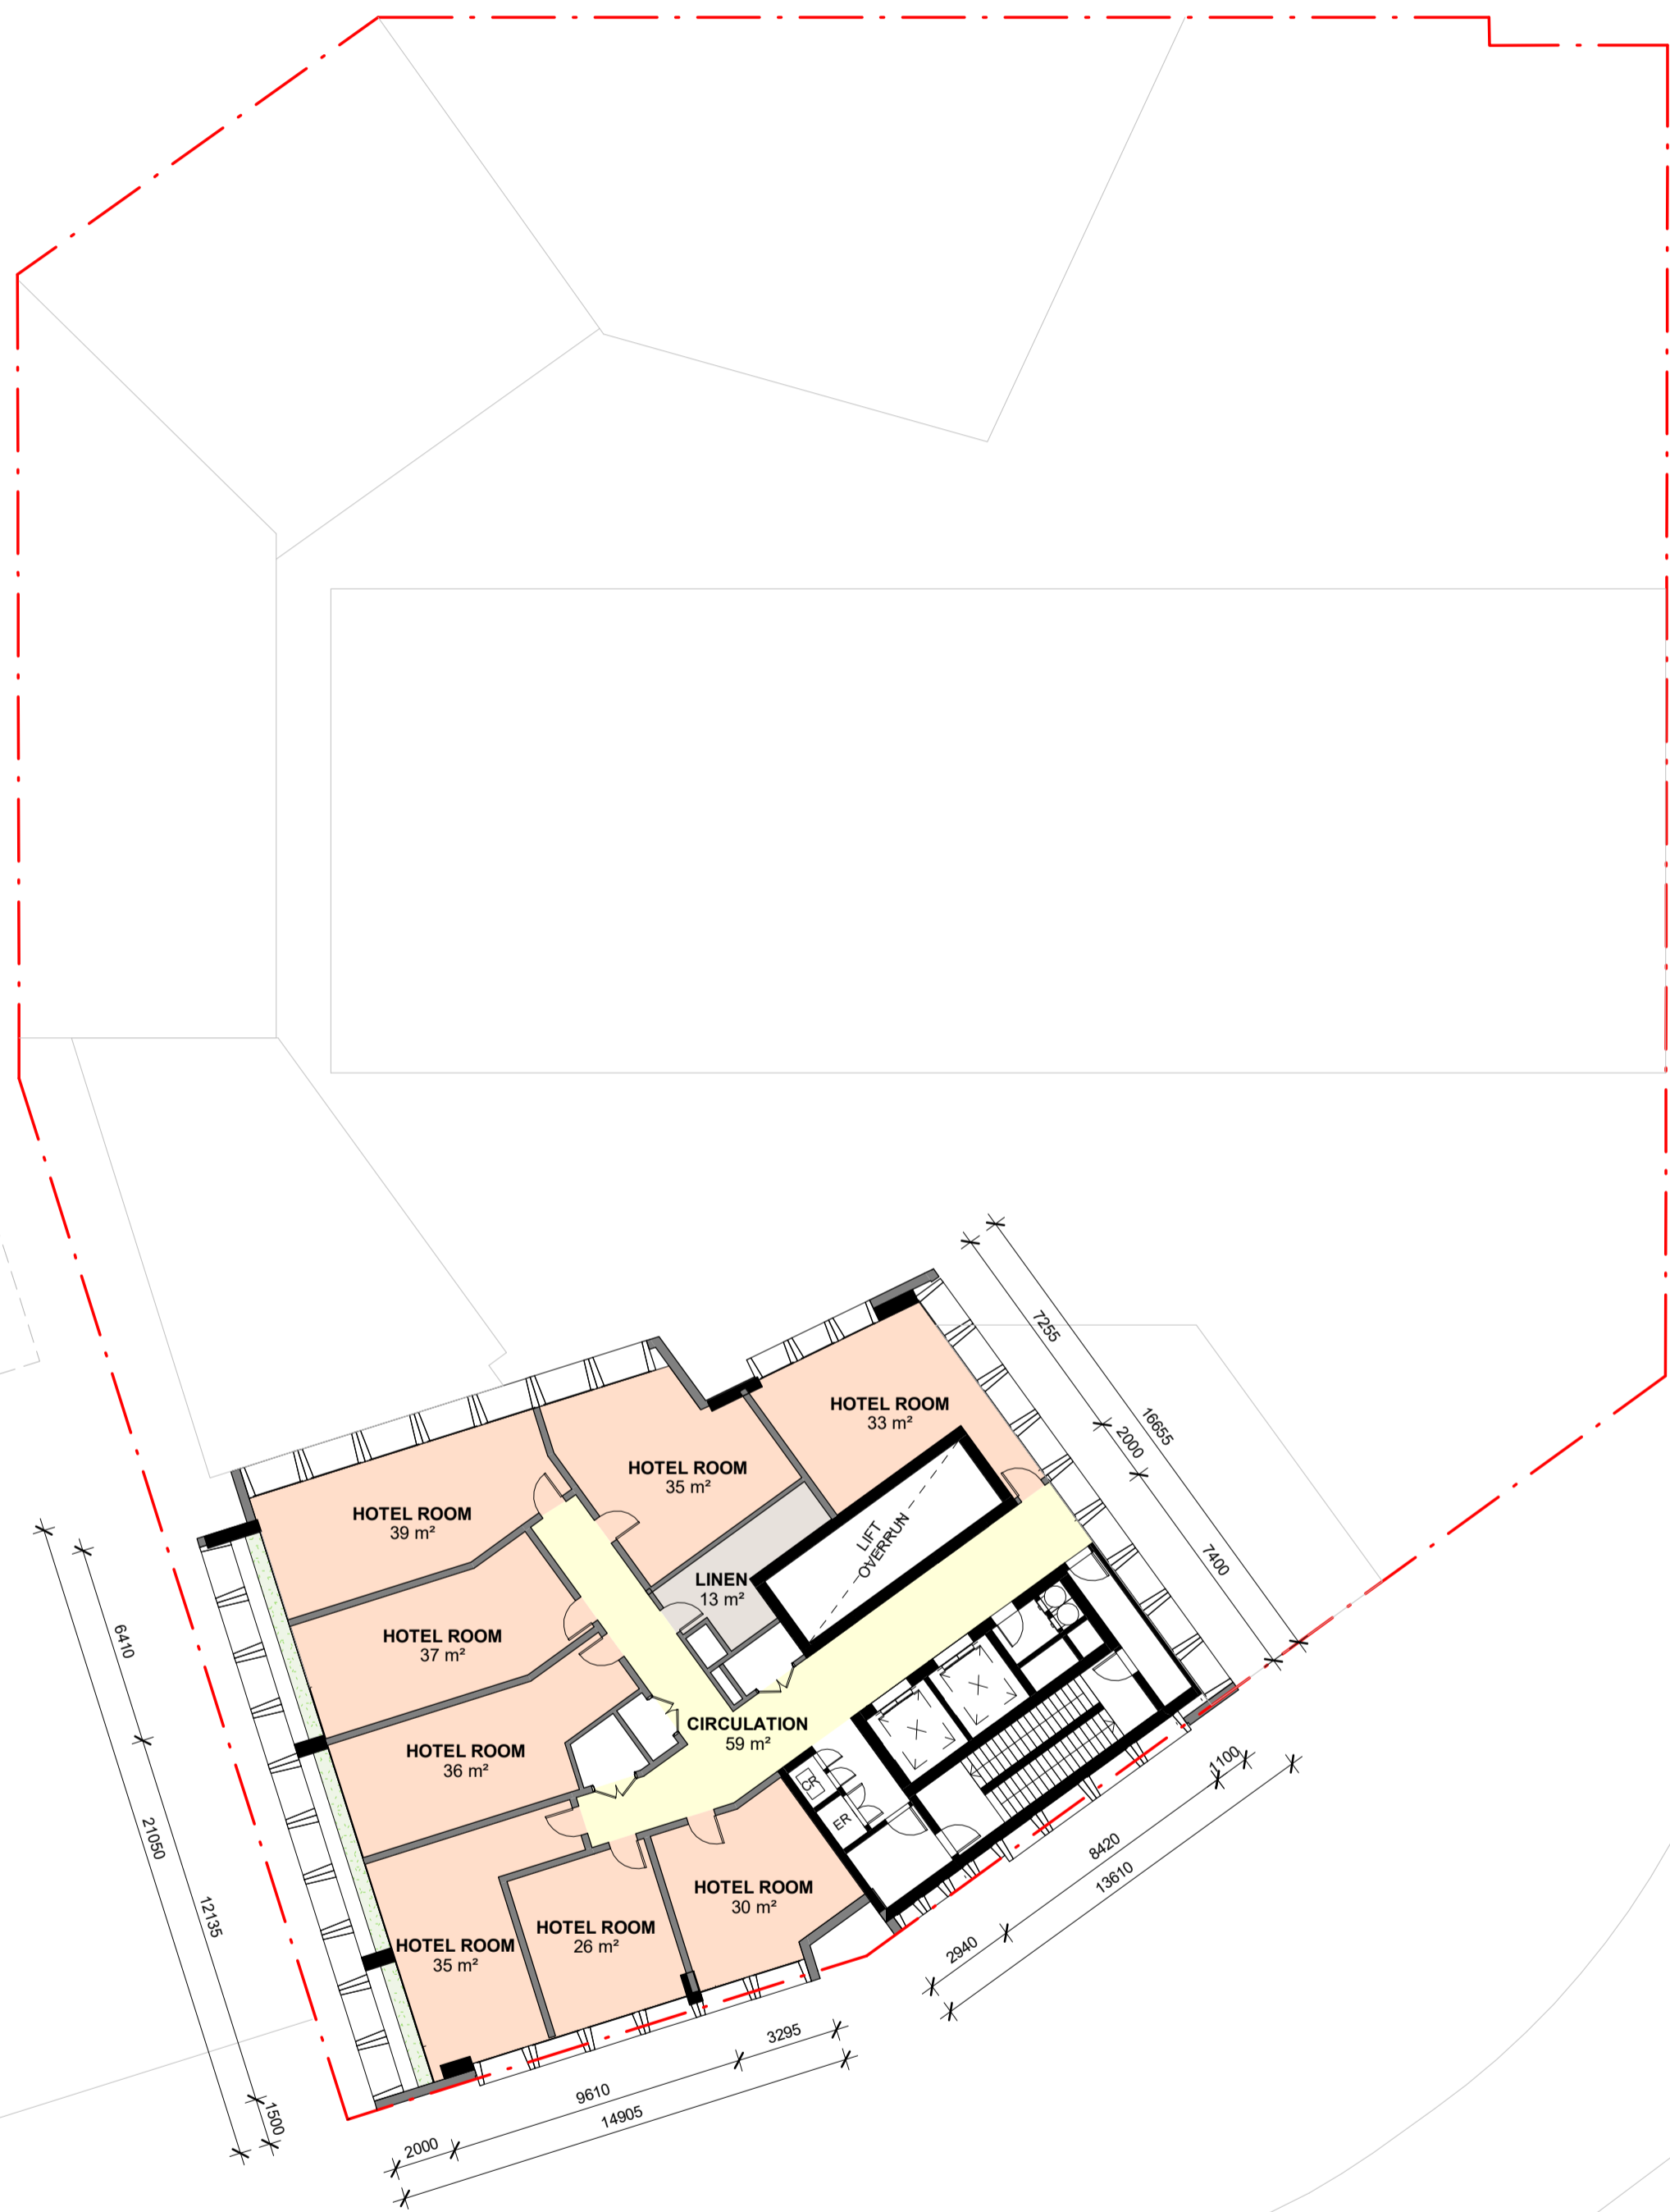 7255
16655
2000
7400
HOTEL ROOM
33 m²
HOTEL ROOM
35 m²
HOTEL ROOM
39 m²
LIFT
OVERRUN
LINEN
13 m²
HOTEL ROOM
37 m²
6410
CIRCULATION
59 m²
HOTEL ROOM
36 m²
21050
12135
1500
CR
ER
1100
8420
13610
2940
HOTEL ROOM
30 m²
HOTEL ROOM
26 m²
HOTEL ROOM
35 m²
3295
9610
14905
2000